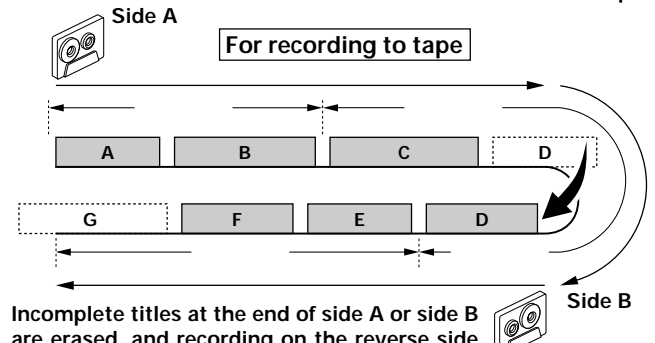 Side A
For recording to tape
A B C D
G F E D
Side B
Incomplete titles at the end of side A or side B
are erased, and recording on the reverse side